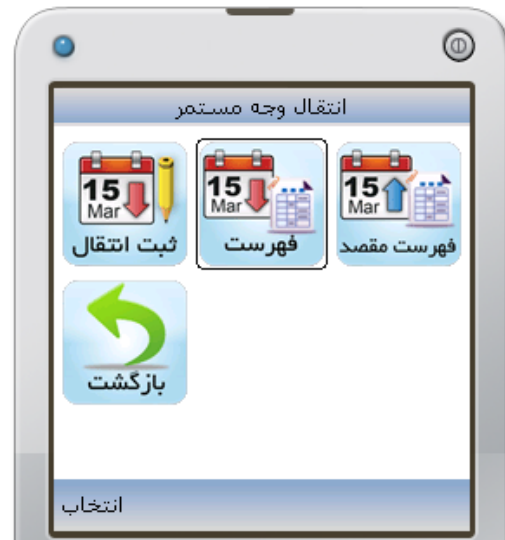 انتقال وجه مستمر
15
Mar
فهرست مقصد
15
Mar
فهرست
15
Mar
ثبت انتقال
بازگشت
انتخاب